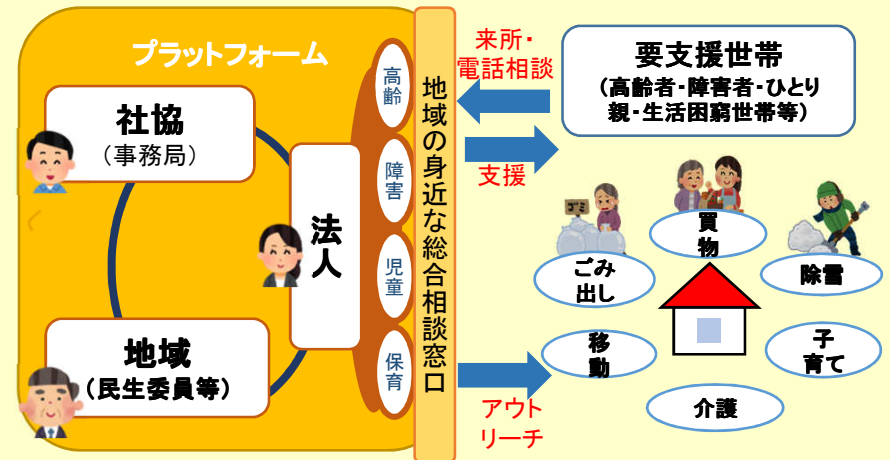 プラットフォーム
社協
（事務局）
法人
地域
（民生委員等）
高齢
障害
児童
保育
地域の身近な総合相談窓口
来所・
電話相談
支援
アウト
リーチ
要支援世帯
（高齢者・障害者・ひとり
親・生活困窮世帯等）
ゴミ
ごみ
出し
買
物
除雪
移
動
子
育て
介護